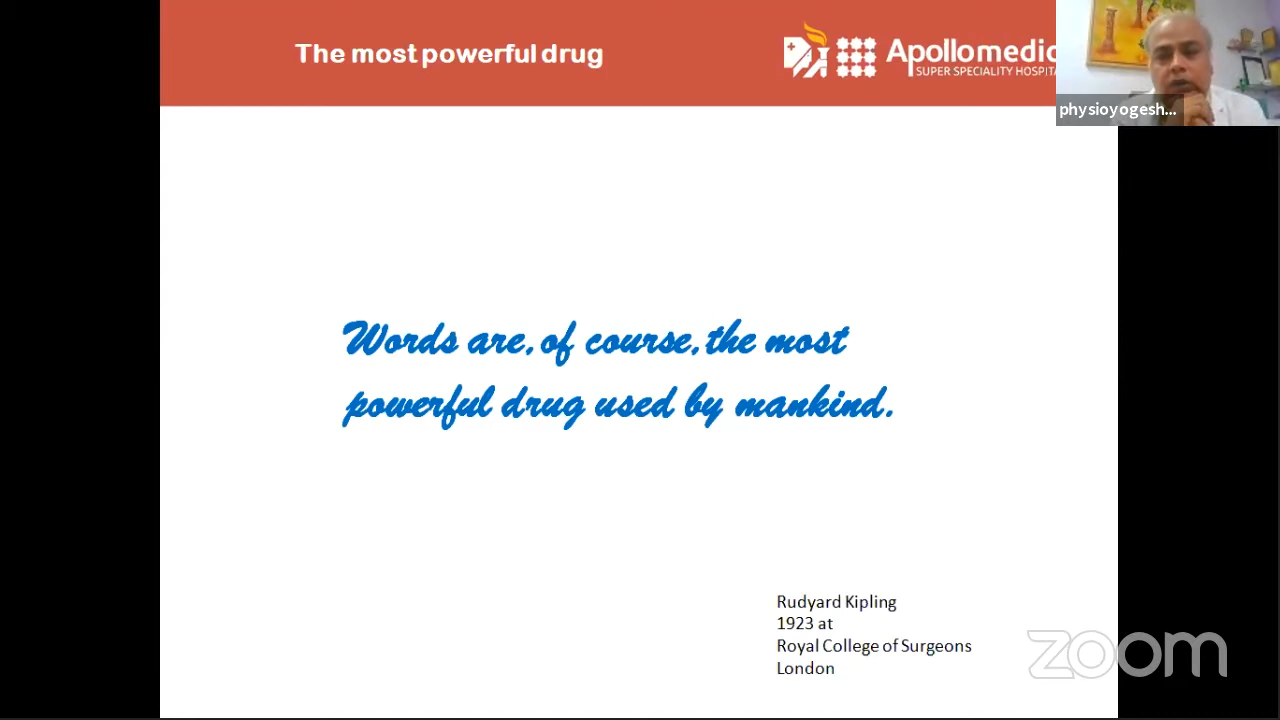 The most powerful drug
Apollomedic
SUPER SPECIALITY HOSPITA
physioyogesh...
Words are, of course, the most
powerful drug used by mankind.
Rudyard Kipling
1923 at
Royal College of Surgeons
London
zoom